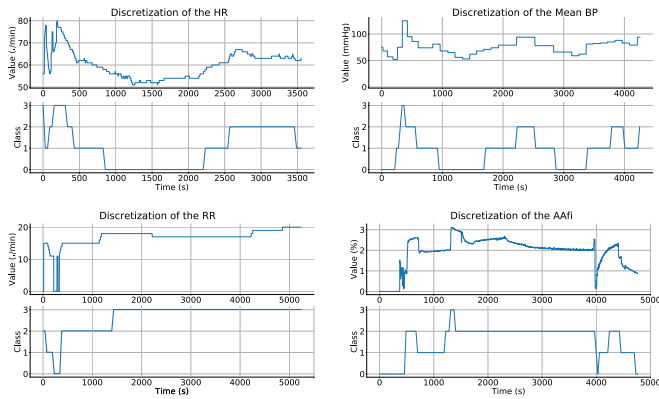 Discretization of the HR
Value (./min)
80
70
60
50
0 500 1000 1500 2000 2500 3000 3500
Class
3
2
1
0
0 500 1000 1500 2000 2500 3000 3500
Time (s)
Discretization of the Mean BP
Value (mmHg)
100
50
0
0 1000 2000 3000 4000
Class
3
2
1
0
0 1000 2000 3000 4000
Time (s)
Discretization of the RR
Value (./min)
20
10
0
0 1000 2000 3000 4000 5000
Class
3
2
1
0
0 1000 2000 3000 4000 5000
Time (s)
Discretization of the AAfi
Value (%)
3
2
1
0
0 1000 2000 3000 4000 5000
Class
3
2
1
0
0 1000 2000 3000 4000 5000
Time (s)